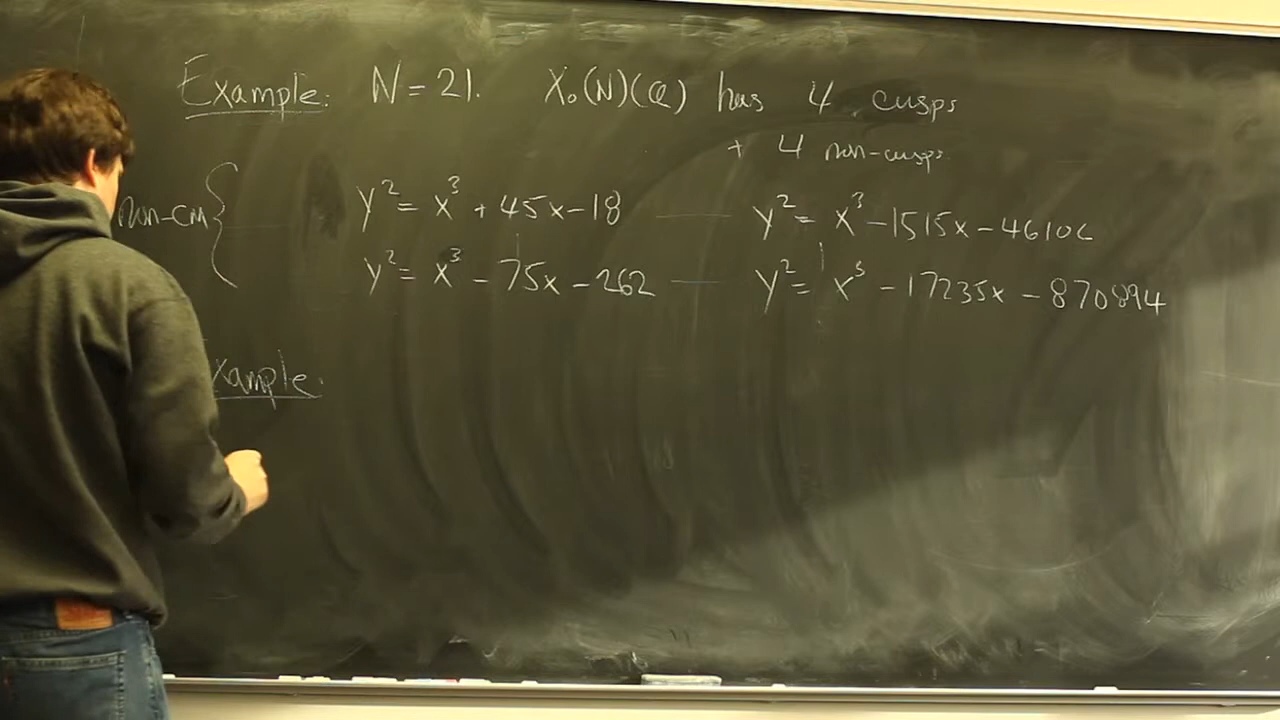 Example: N = 21. X₀(N)(Q) has 4 cusps
+ 4 non-cusps
non-CM { y² = x³ + 45x - 18 — y² = x³ - 1515x - 46106
y² = x³ - 75x - 262 — y² = x³ - 17235x - 870894
xample: